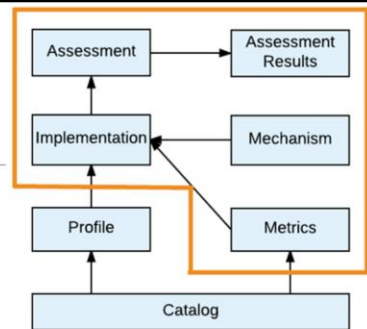 Assessment
Assessment
Results
Implementation
Mechanism
Profile
Metrics
Catalog